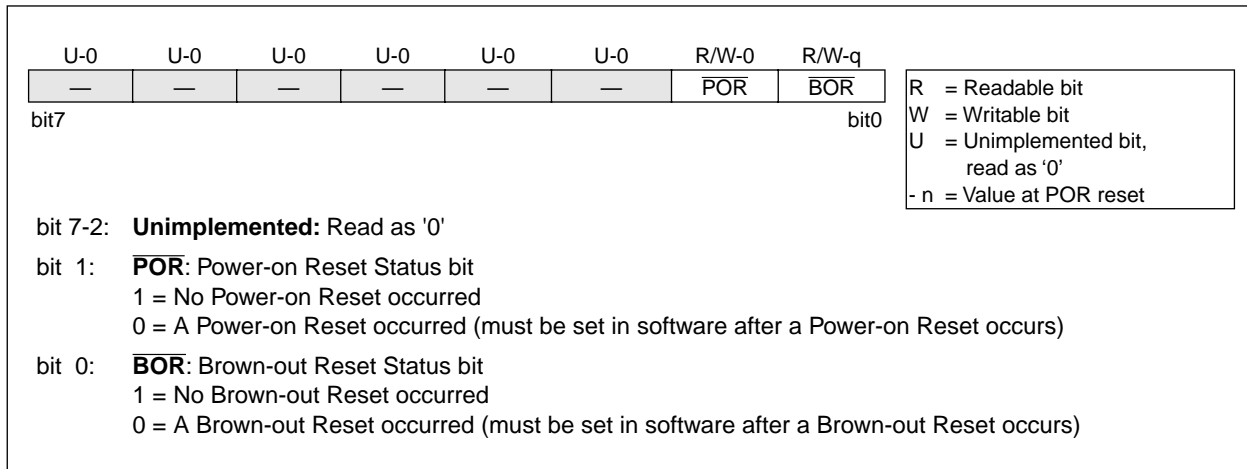 U-0 U-0 U-0 U-0 U-0 U-0 R/W-0 R/W-q
— — — — — — P̅O̅R̅ B̅O̅R̅
bit7 bit0
R = Readable bit
W = Writable bit
U = Unimplemented bit,
read as ‘0’
- n = Value at POR reset
bit 7-2: Unimplemented: Read as '0'
bit 1: P̅O̅R̅: Power-on Reset Status bit
1 = No Power-on Reset occurred
0 = A Power-on Reset occurred (must be set in software after a Power-on Reset occurs)
bit 0: B̅O̅R̅: Brown-out Reset Status bit
1 = No Brown-out Reset occurred
0 = A Brown-out Reset occurred (must be set in software after a Brown-out Reset occurs)